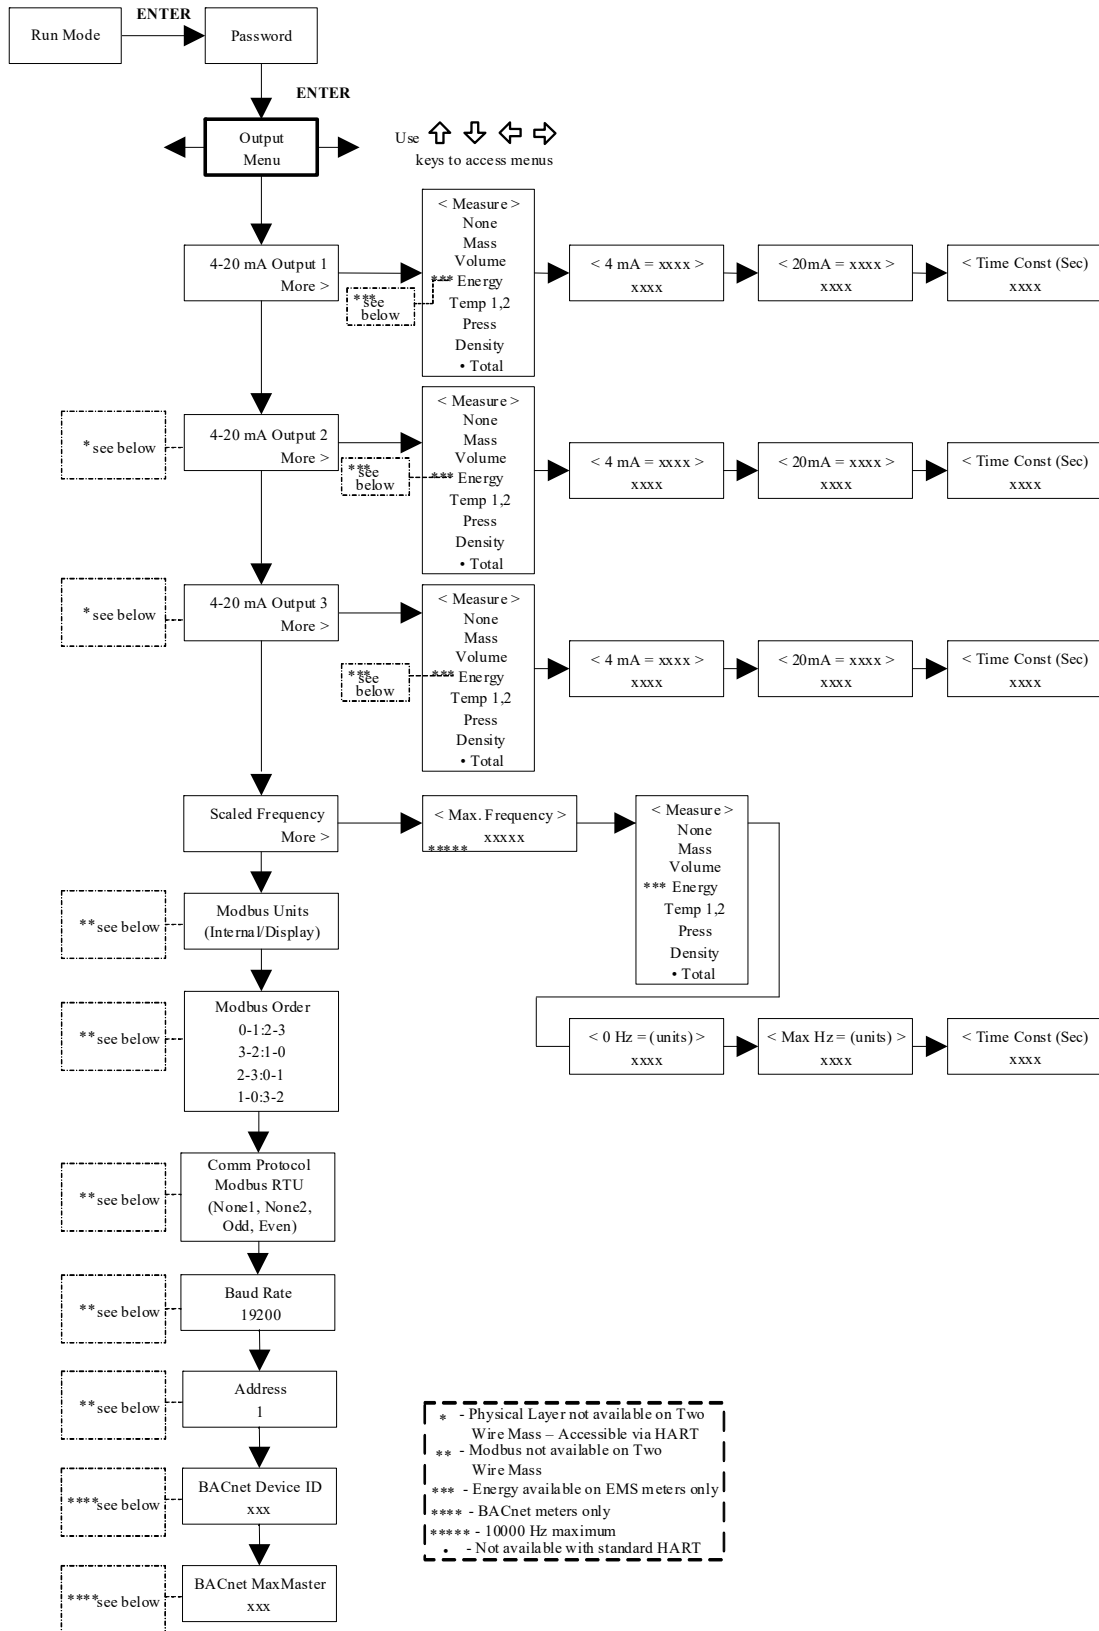 ENTER
Run Mode
Password
ENTER
Output
Menu
Use
keys to access menus
4-20 mA Output 1
More >
*** see
below
< Measure >
None
Mass
Volume
*** Energy
Temp 1,2
Press
Density
• Total
< 4 mA = xxxx >
xxxx
< 20mA = xxxx >
xxxx
< Time Const (Sec)
xxxx
* see below
4-20 mA Output 2
More >
*** see
below
< Measure >
None
Mass
Volume
*** Energy
Temp 1,2
Press
Density
• Total
< 4 mA = xxxx >
xxxx
< 20mA = xxxx >
xxxx
< Time Const (Sec)
xxxx
* see below
4-20 mA Output 3
More >
*** see
below
< Measure >
None
Mass
Volume
*** Energy
Temp 1,2
Press
Density
• Total
< 4 mA = xxxx >
xxxx
< 20mA = xxxx >
xxxx
< Time Const (Sec)
xxxx
Scaled Frequency
More >
< Max. Frequency >
xxxxx
*****
< Measure >
None
Mass
Volume
*** Energy
Temp 1,2
Press
Density
• Total
< 0 Hz = (units) >
xxxx
< Max Hz = (units) >
xxxx
< Time Const (Sec)
xxxx
** see below
Modbus Units
(Internal/Display)
** see below
Modbus Order
0-1:2-3
3-2:1-0
2-3:0-1
1-0:3-2
** see below
Comm Protocol
Modbus RTU
(None1, None2,
Odd, Even)
** see below
Baud Rate
19200
** see below
Address
1
**** see below
BACnet Device ID
xxx
**** see below
BACnet MaxMaster
xxx
* - Physical Layer not available on Two
Wire Mass – Accessible via HART
** - Modbus not available on Two
Wire Mass
*** - Energy available on EMS meters only
**** - BACnet meters only
***** - 10000 Hz maximum
• - Not available with standard HART